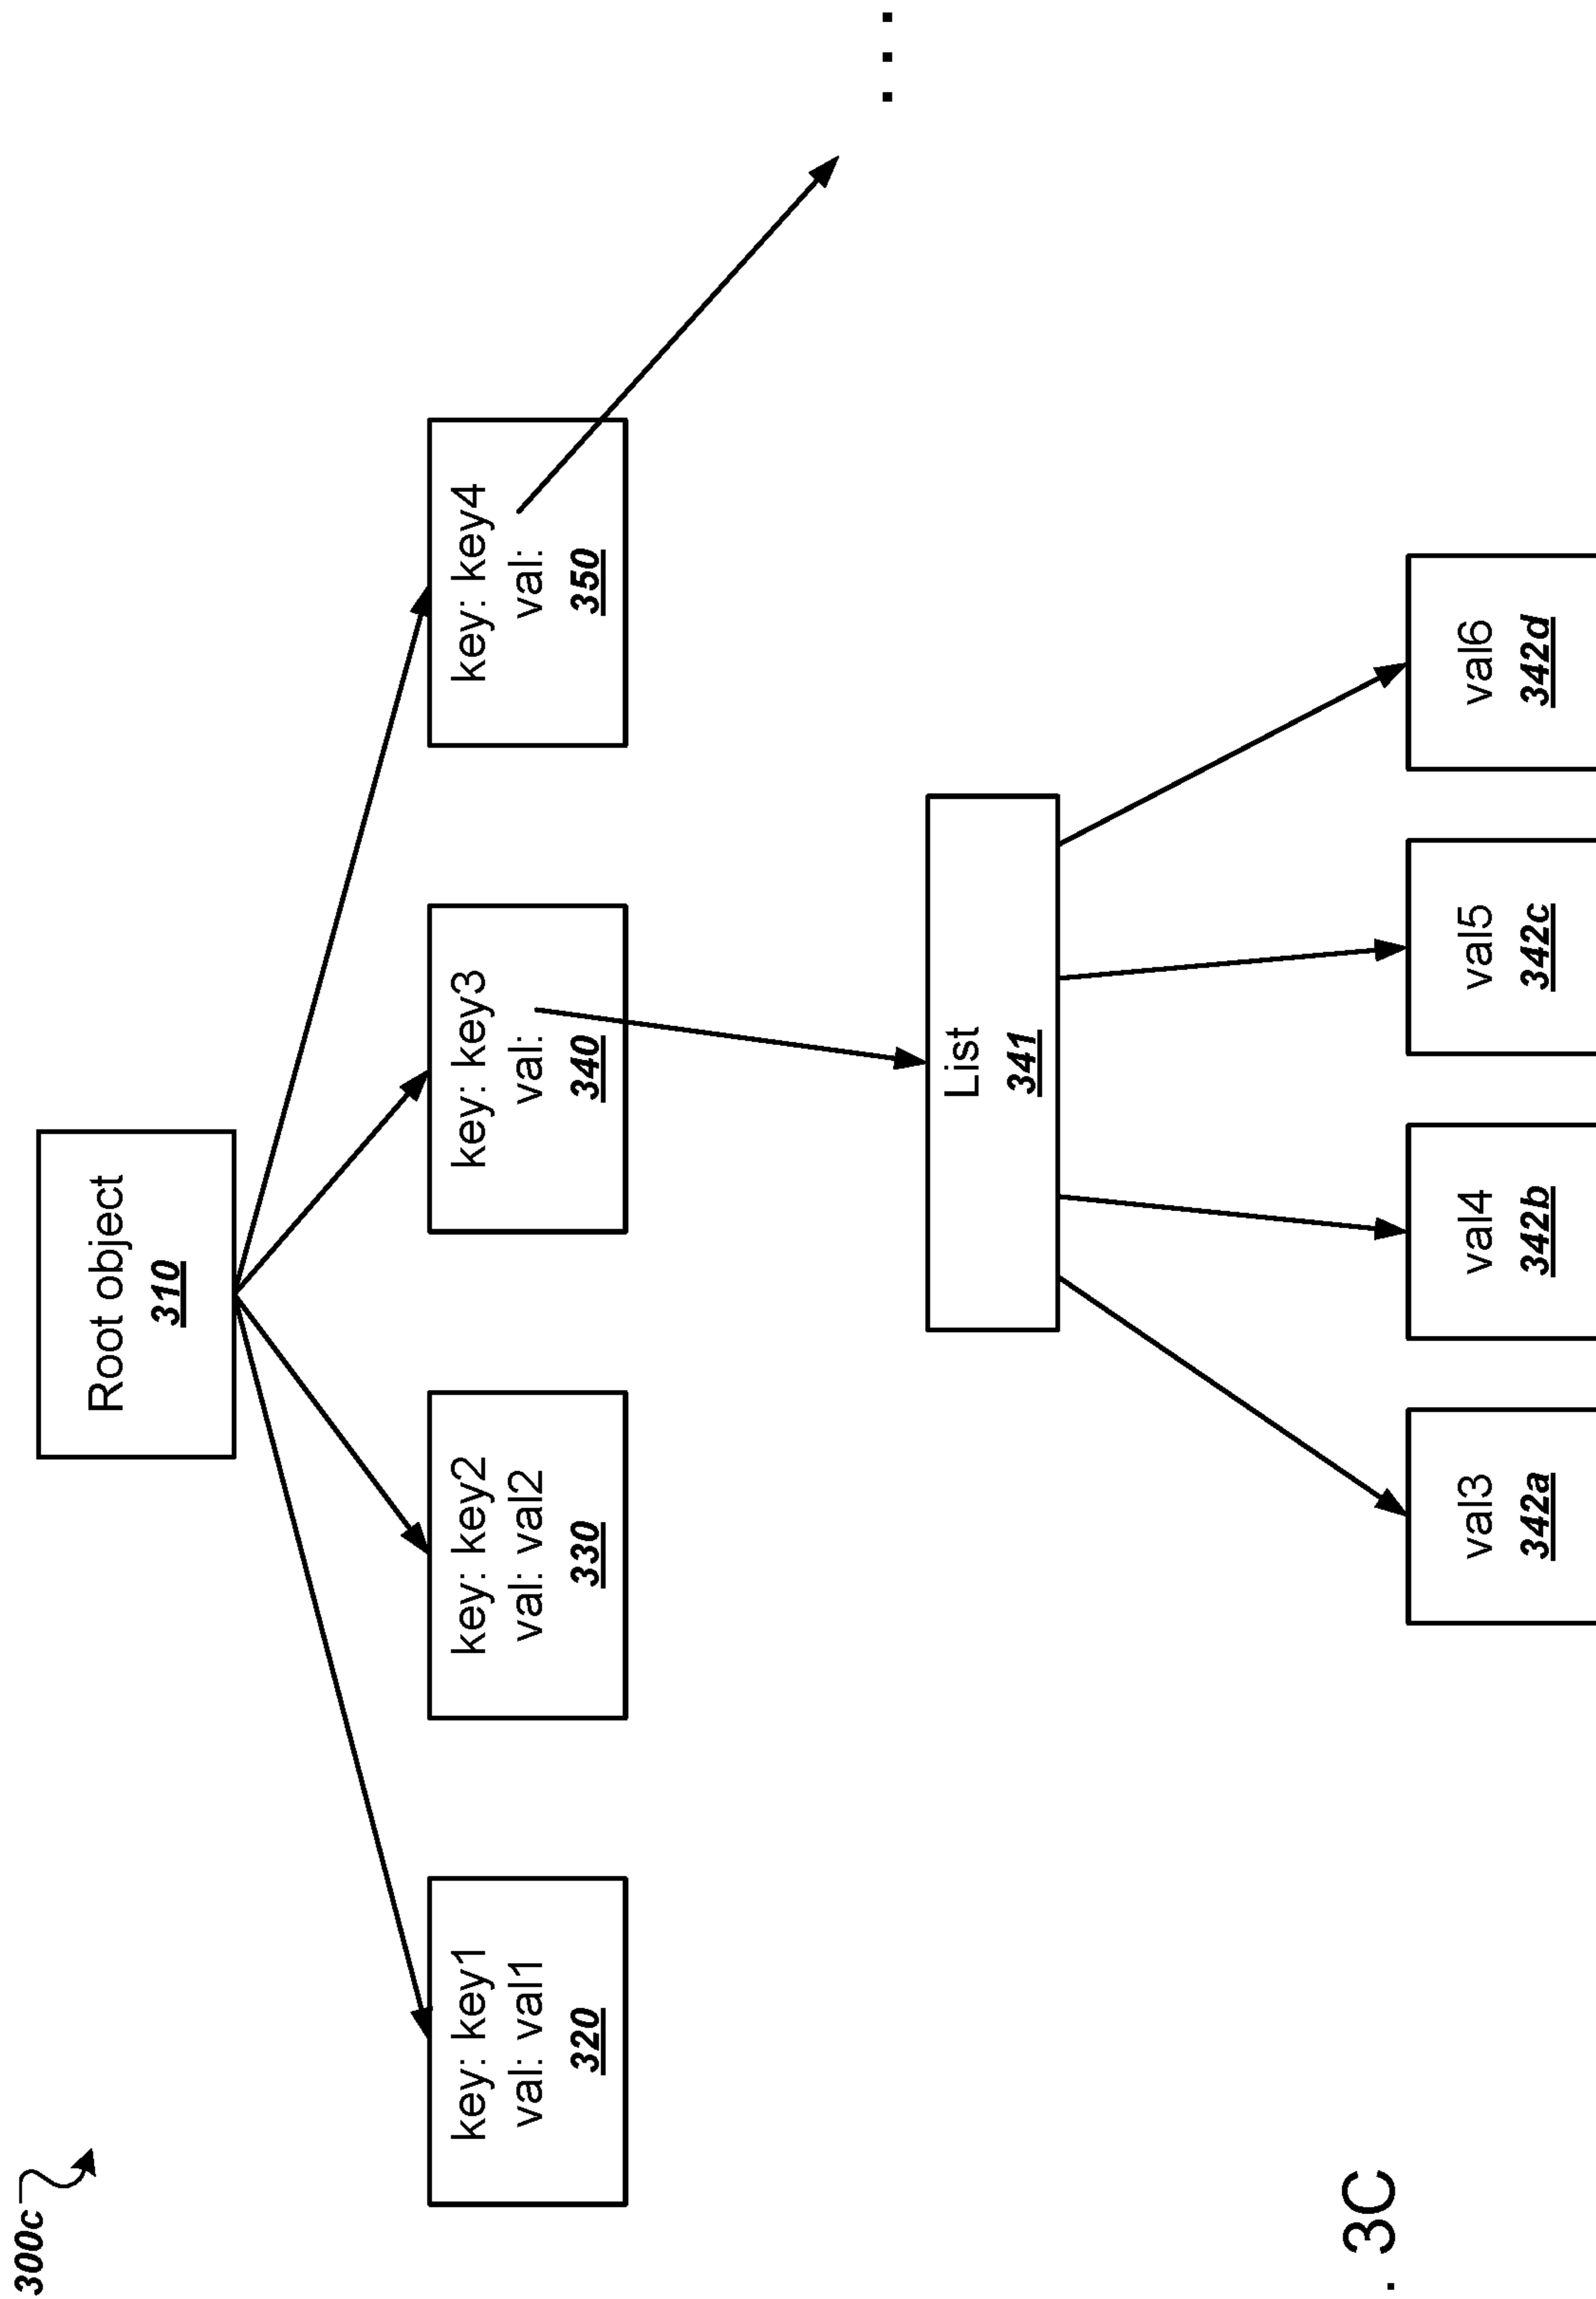 300c
Root object
310
key: key1
val: val1
320
key: key2
val: val2
330
key: key3
val:
340
key: key4
val:
350
. . .
List
341
val3
342a
val4
342b
val5
342c
val6
342d
. 3C